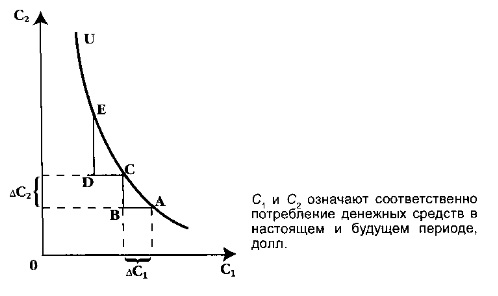 C₂
U
E
C
D
A
ΔC₂
B
0
ΔC₁
C₁
C₁ и C₂ означают соответственно
потребление денежных средств в
настоящем и будущем периоде,
долл.